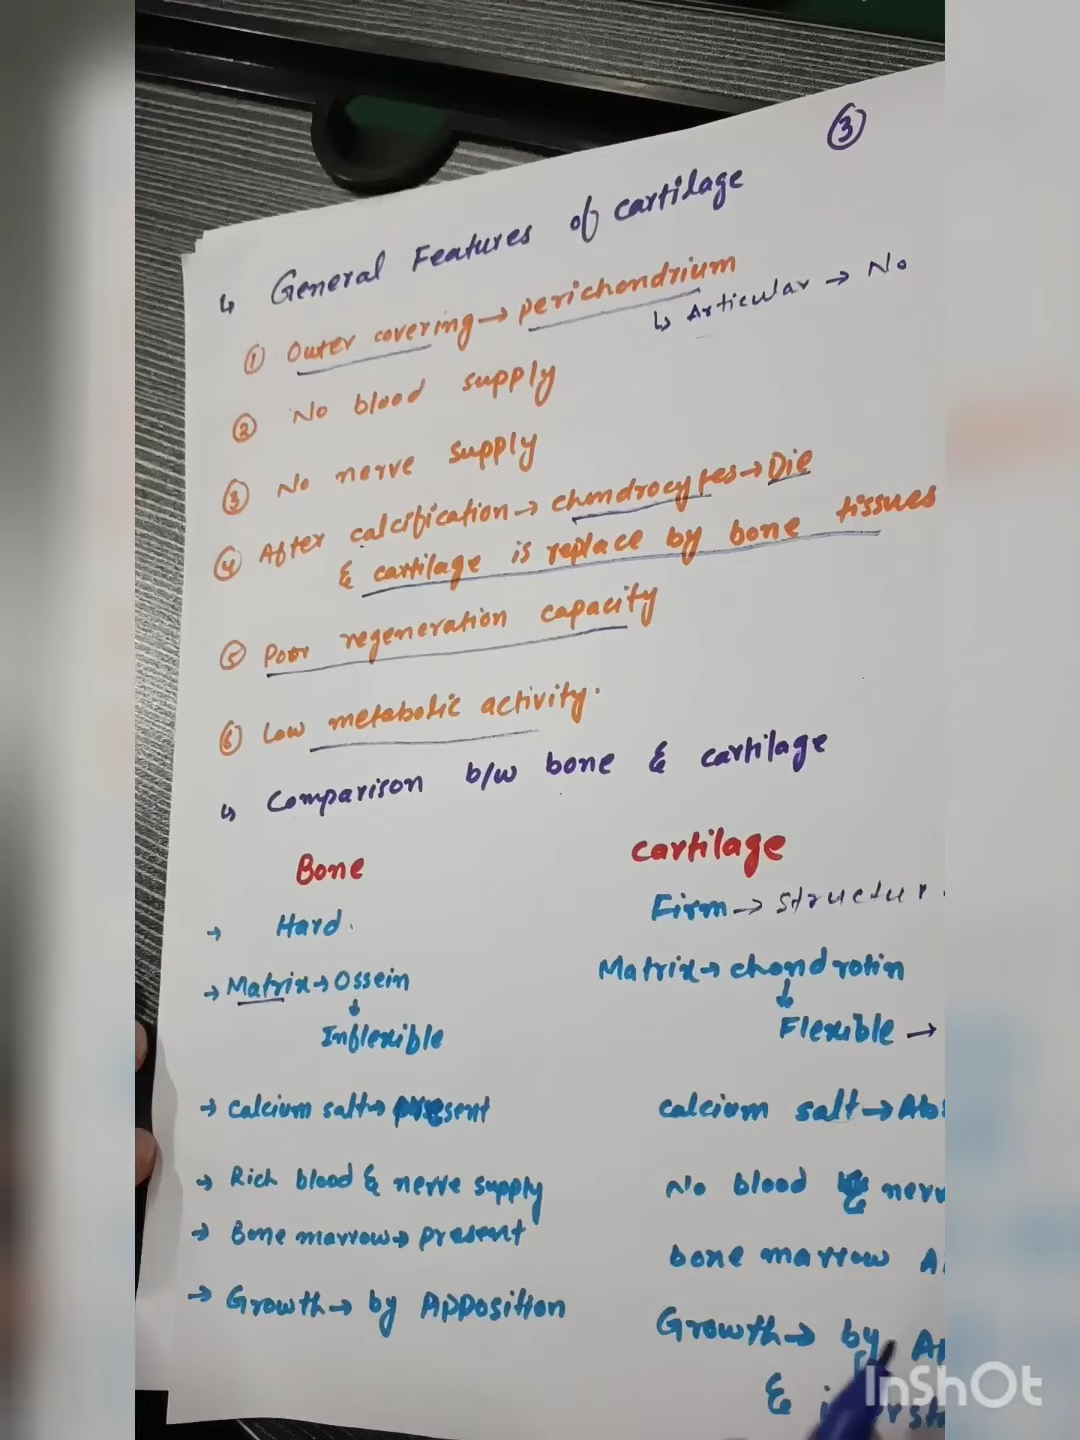 3
↳ General Features of cartilage
① Outer covering → perichondrium
↳ Articular → No
② No blood supply
③ No nerve supply
④ After calcification → chondrocytes → Die
& cartilage is replace by bone tissues
⑤ Poor regeneration capacity
⑥ Low metabolic activity.
↳ Comparison b/w bone & cartilage
Bone cartilage
→ Hard. Firm → structur
→ Matrix → Ossein Matrix → chondrotin
↓ ↓
Inflexible Flexible →
→ calcium salt → present calcium salt → Abs
→ Rich blood & nerve supply No blood & nerv
→ Bone marrow → present bone marrow A
→ Growth → by Apposition Growth → by Ap
&
InShOt